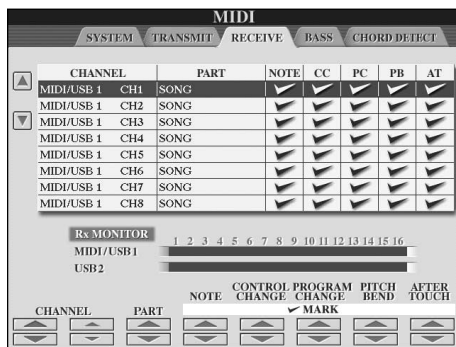 MIDI
SYSTEM TRANSMIT RECEIVE BASS CHORD DETECT
CHANNEL PART NOTE CC PC PB AT
MIDI/USB 1 CH1 SONG
MIDI/USB 1 CH2 SONG
MIDI/USB 1 CH3 SONG
MIDI/USB 1 CH4 SONG
MIDI/USB 1 CH5 SONG
MIDI/USB 1 CH6 SONG
MIDI/USB 1 CH7 SONG
MIDI/USB 1 CH8 SONG
Rx MONITOR 1 2 3 4 5 6 7 8 9 10 11 12 13 14 15 16
MIDI/USB1
USB2
CHANNEL PART NOTE CONTROL CHANGE PROGRAM CHANGE PITCH BEND AFTER TOUCH
MARK